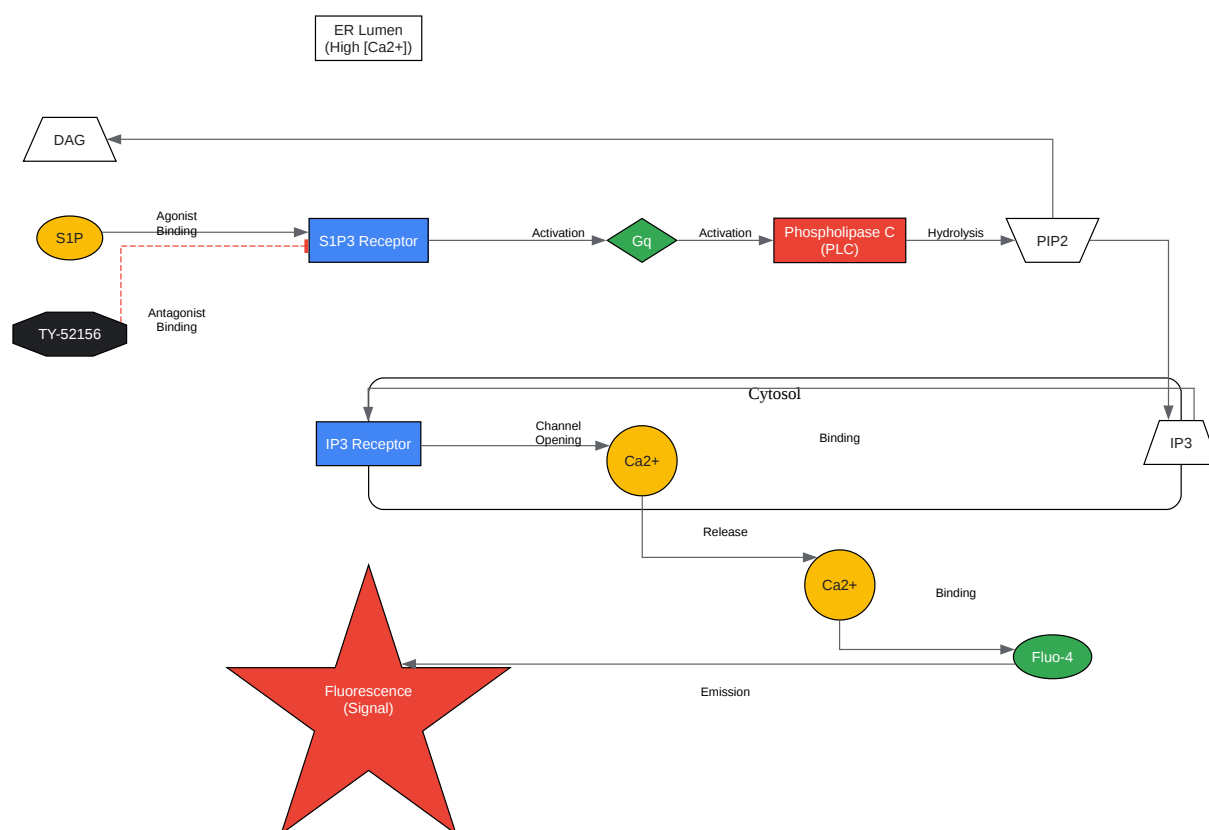 ER Lumen
(High [Ca2+])
DAG
Agonist
Binding
S1P
S1P3 Receptor
Activation
Gq
Activation
Phospholipase C
(PLC)
Hydrolysis
PIP2
Antagonist
Binding
TY-52156
Cytosol
IP3 Receptor
Channel
Opening
Ca2+
Binding
IP3
Release
Ca2+
Binding
Fluo-4
Fluorescence
(Signal)
Emission